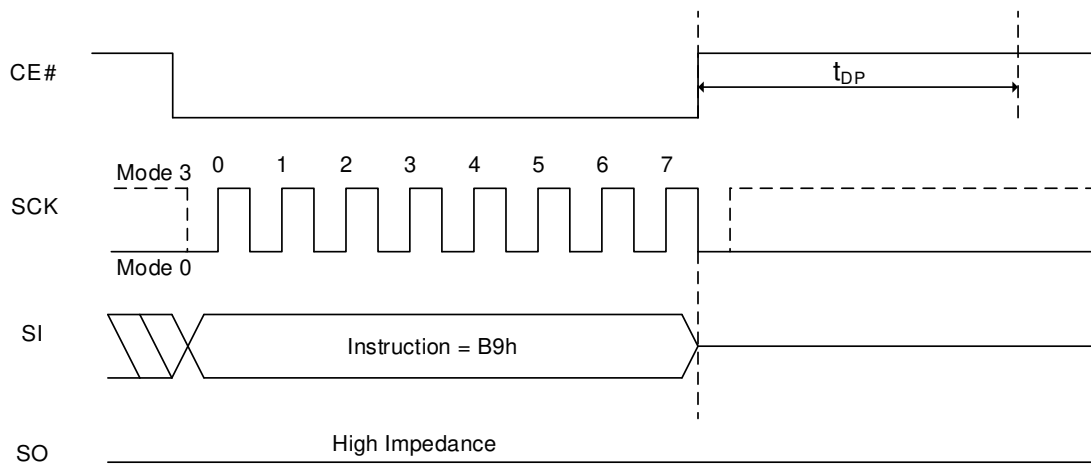 CE#
tDP
Mode 3
0 1 2 3 4 5 6 7
SCK
Mode 0
SI
Instruction = B9h
SO
High Impedance